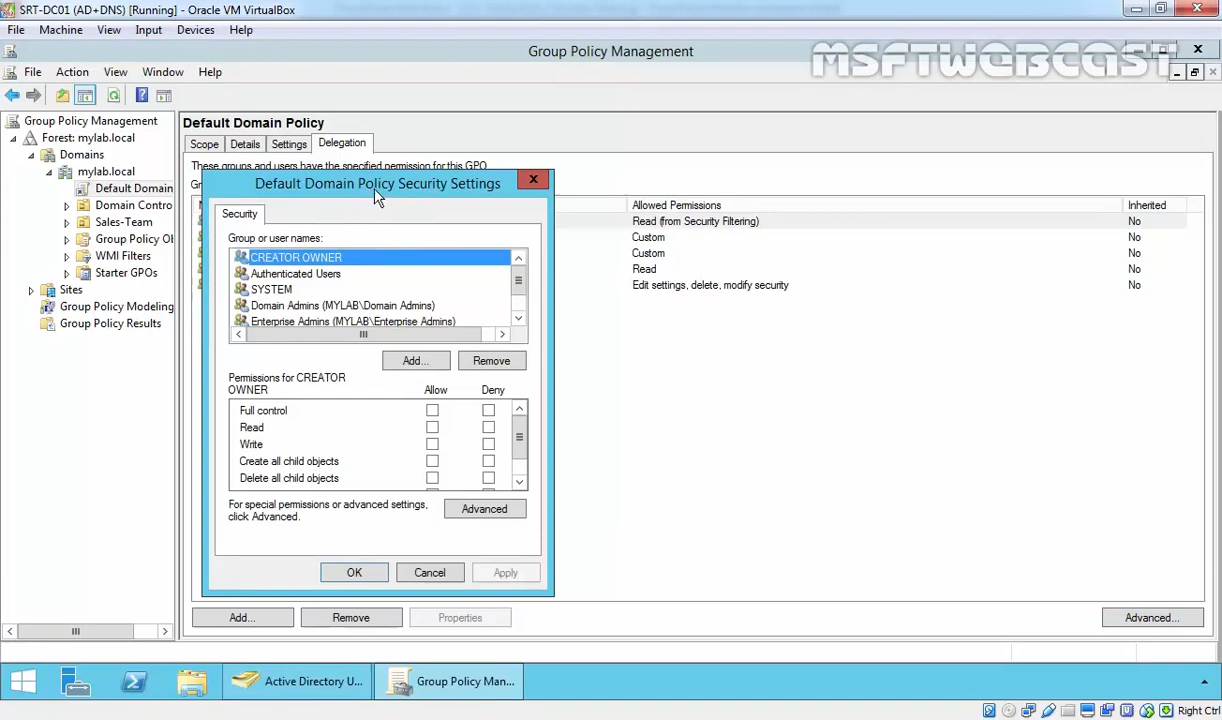 SRT-DC01 (AD+DNS) [Running] - Oracle VM VirtualBox
File Machine View Input Devices Help
Group Policy Management
MSFTWEBCAST
File Action View Window Help
Group Policy Management
Forest: mylab.local
Domains
mylab.local
Default Domain
Domain Contro
Sales-Team
Group Policy Ob
WMI Filters
Starter GPOs
Sites
Group Policy Modeling
Group Policy Results
Default Domain Policy
Scope Details Settings Delegation
These groups and users have the specified permission for this GPO
Allowed Permissions Inherited
Read (from Security Filtering) No
Custom No
Custom No
Read No
Edit settings, delete, modify security No
Default Domain Policy Security Settings
Security
Group or user names:
CREATOR OWNER
Authenticated Users
SYSTEM
Domain Admins (MYLAB\Domain Admins)
Enterprise Admins (MYLAB\Enterprise Admins)
Add... Remove
Permissions for CREATOR
OWNER
Allow Deny
Full control
Read
Write
Create all child objects
Delete all child objects
For special permissions or advanced settings,
click Advanced.
Advanced
OK Cancel Apply
Add... Remove Properties Advanced...
Active Directory U...
Group Policy Man...
Right Ctrl